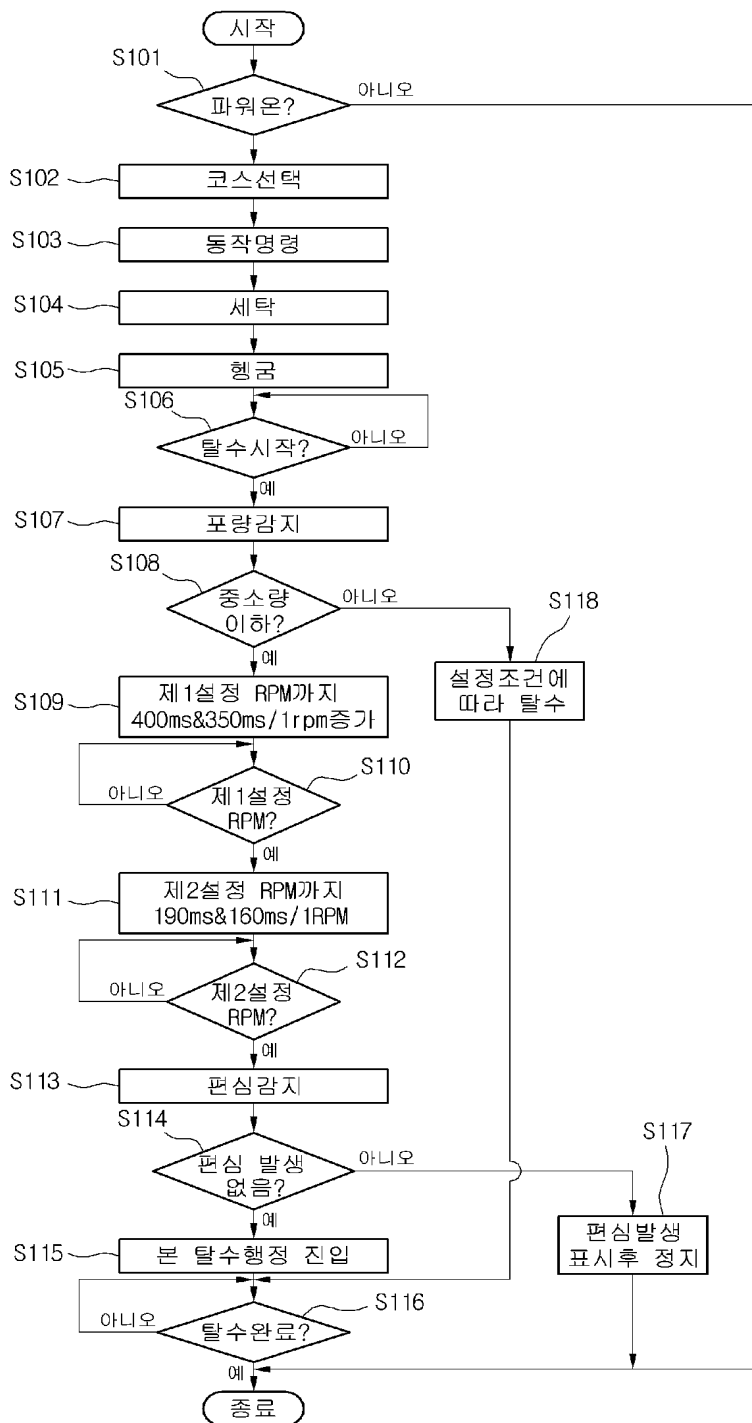 시작
S101
파워온?
아니오
S102
코스선택
S103
동작명령
S104
세탁
S105
헹굼
S106
탈수시작?
아니오
예
S107
포량감지
S108
중소량
이하?
아니오
예
S118
설정조건에
따라 탈수
S109
제1설정 RPM까지
400ms&350ms/1rpm증가
S110
제1설정
RPM?
아니오
예
S111
제2설정 RPM까지
190ms&160ms/1RPM
S112
제2설정
RPM?
아니오
예
S113
편심감지
S114
편심 발생
없음?
아니오
예
S117
편심발생
표시후 정지
S115
본 탈수행정 진입
S116
탈수완료?
아니오
예
종료